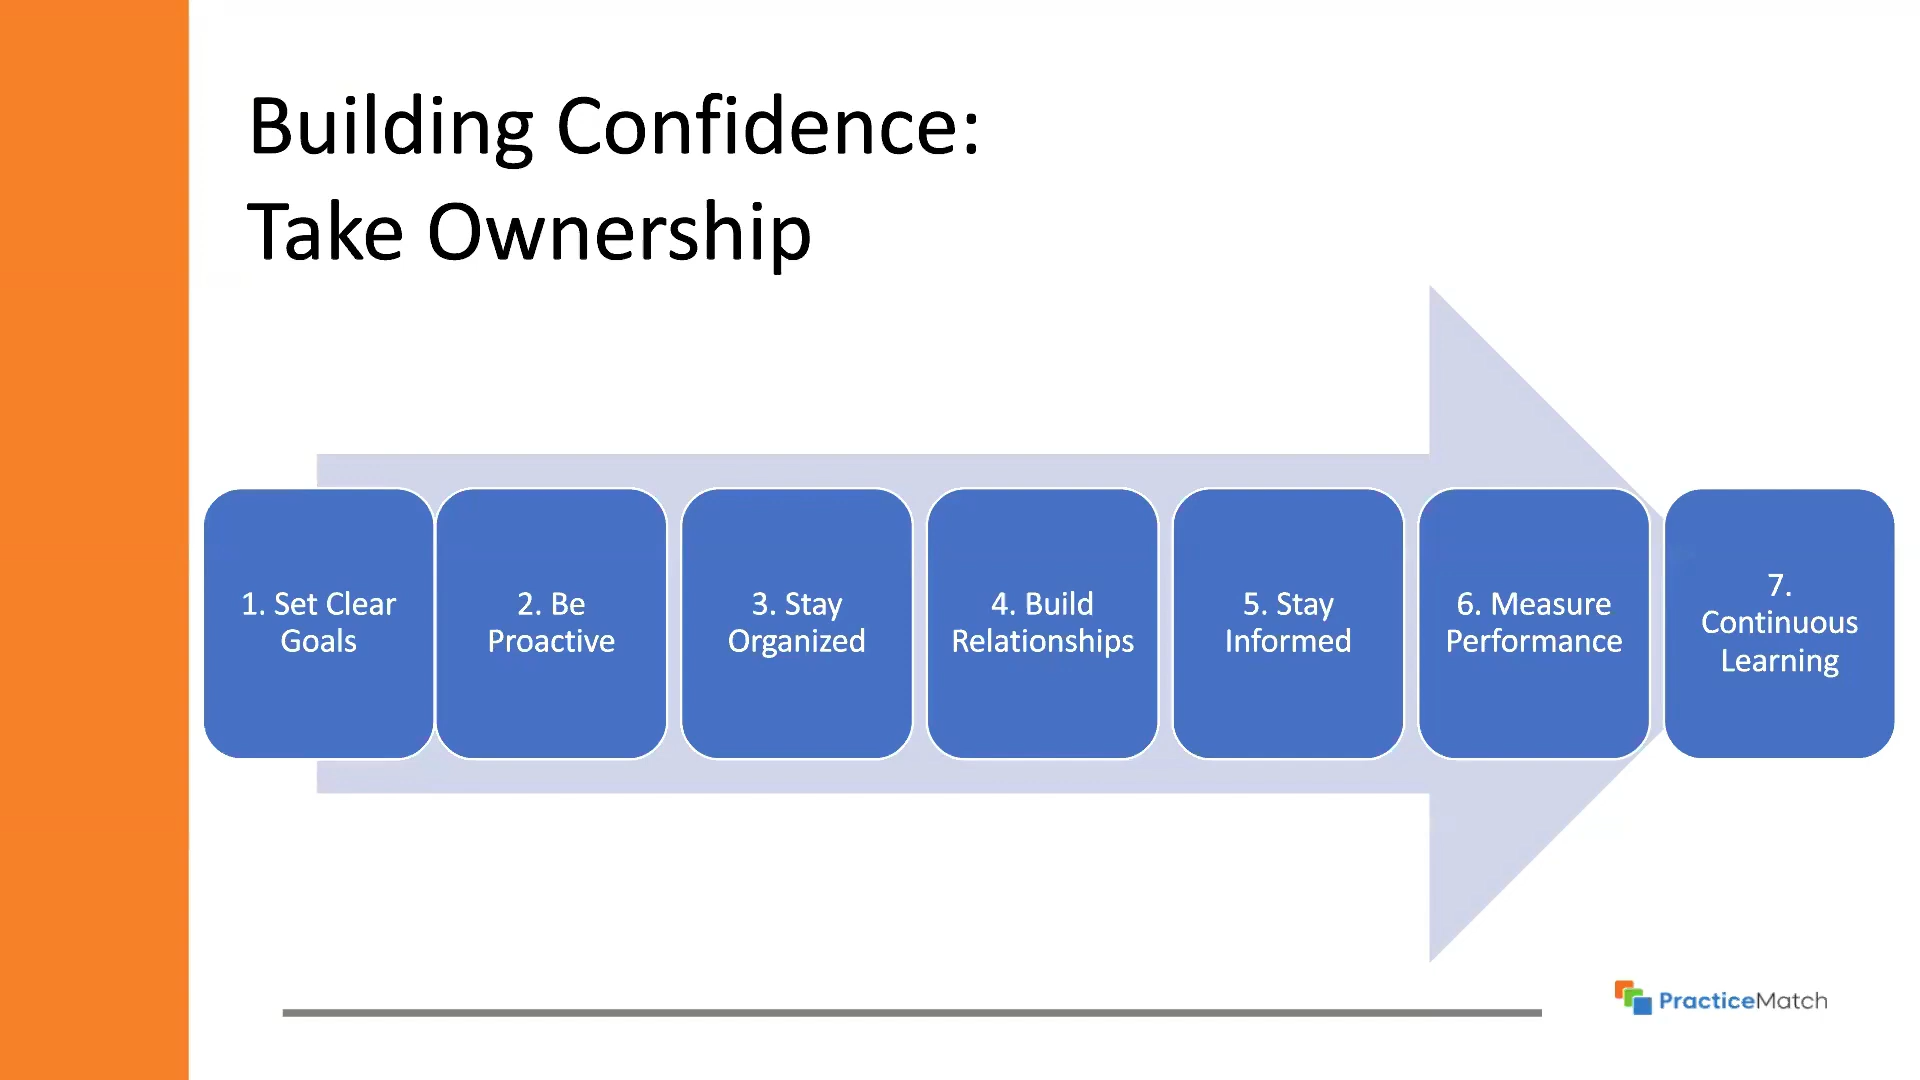 Building Confidence:
Take Ownership
1. Set Clear
Goals
2. Be
Proactive
3. Stay
Organized
4. Build
Relationships
5. Stay
Informed
6. Measure
Performance
7.
Continuous
Learning
PracticeMatch